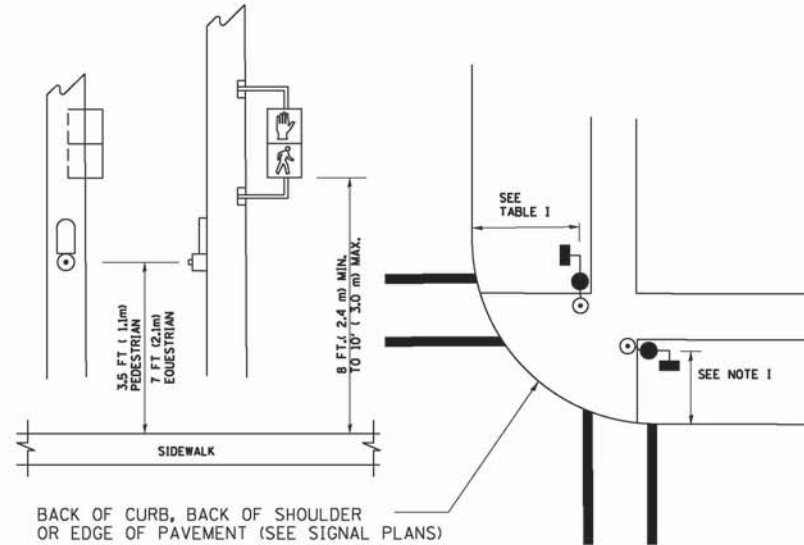 3.5 FT ( 1.1m)
PEDESTRIAN
7 FT (2.1m)
EQUESTRIAN
8 FT.( 2.4 m) MIN.
TO 10' ( 3.0 m) MAX.
SIDEWALK
SEE
TABLE I
SEE NOTE I
BACK OF CURB, BACK OF SHOULDER
OR EDGE OF PAVEMENT (SEE SIGNAL PLANS)